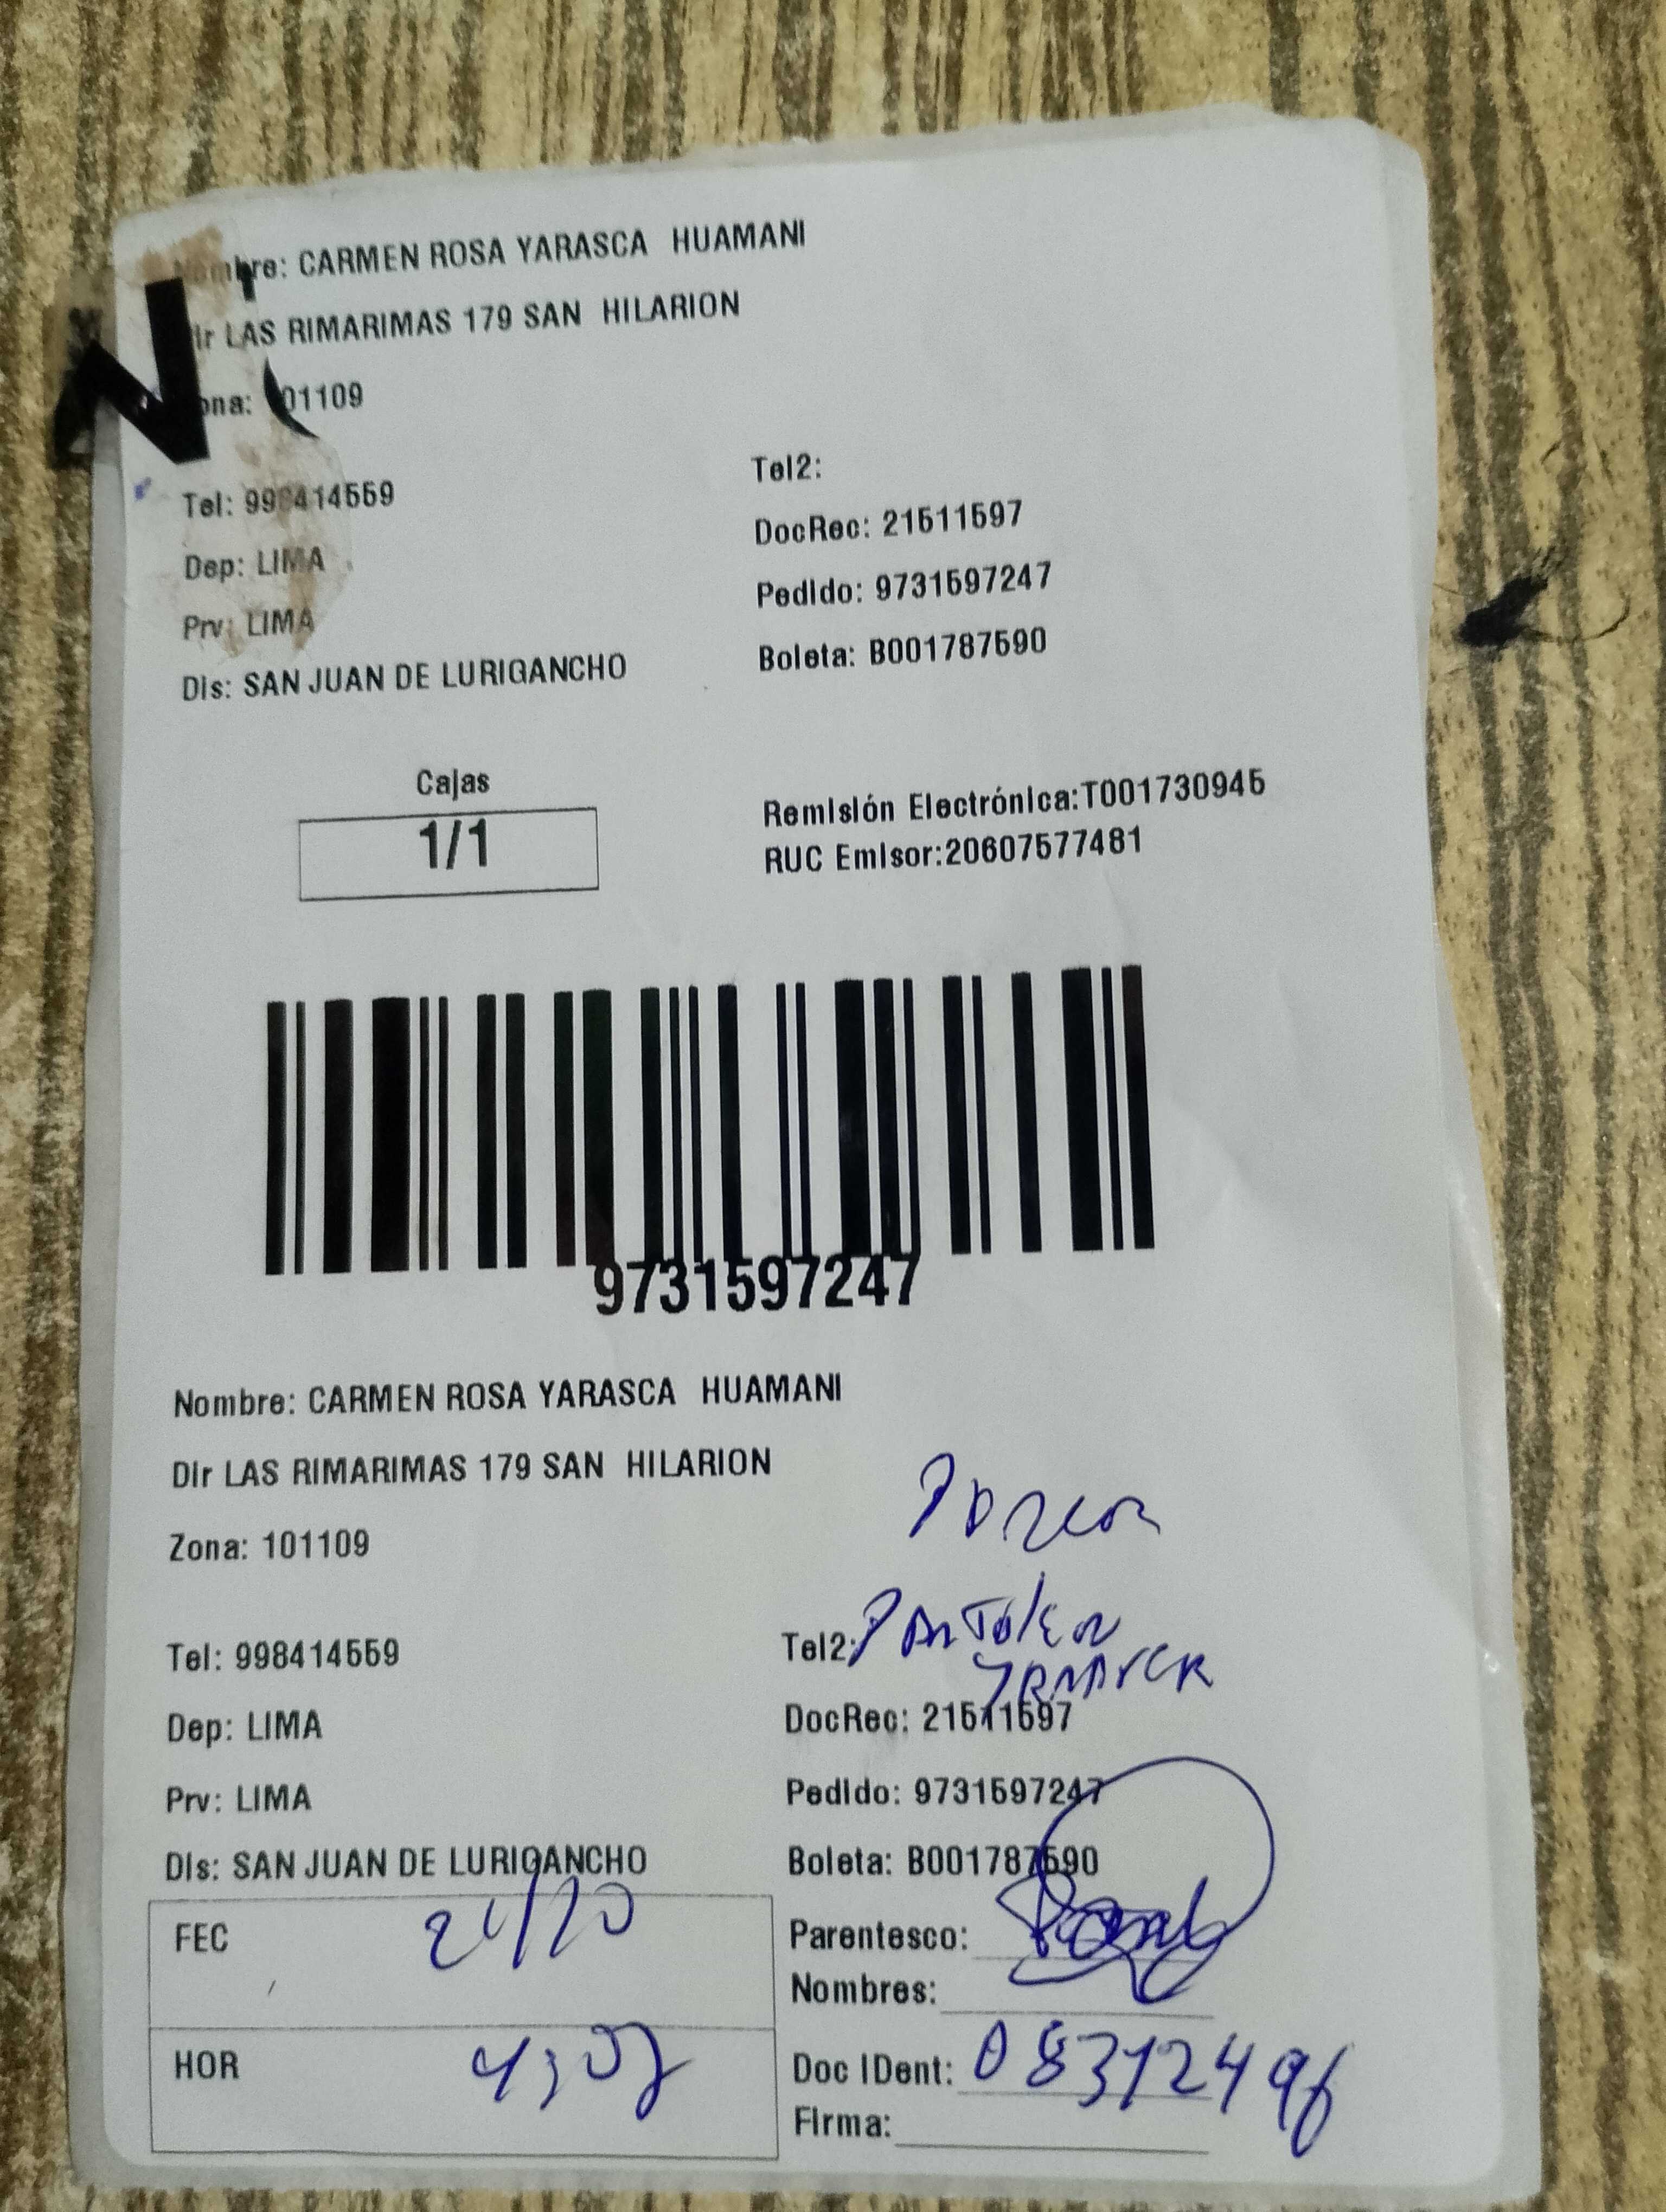 Nombre: CARMEN ROSA YARASCA HUAMANI
Dir LAS RIMARIMAS 179 SAN HILARION
Zona: 101109
Tel: 998414559
Tel2:
DocRec: 21511597
Dep: LIMA
Pedido: 9731597247
Prv: LIMA
Boleta: B001787590
Dis: SAN JUAN DE LURIGANCHO
Cajas
1/1
Remisión Electrónica:T001730945
RUC Emisor:20607577481
9731597247
Nombre: CARMEN ROSA YARASCA HUAMANI
Dir LAS RIMARIMAS 179 SAN HILARION
Zona: 101109
Tel: 998414559
Tel2:
Dep: LIMA
DocRec: 21511597
Prv: LIMA
Pedido: 9731597247
Dis: SAN JUAN DE LURIGANCHO
Boleta: B001787590
FEC
Parentesco:
Nombres:
HOR
Doc IDent: 08312496
Firma: